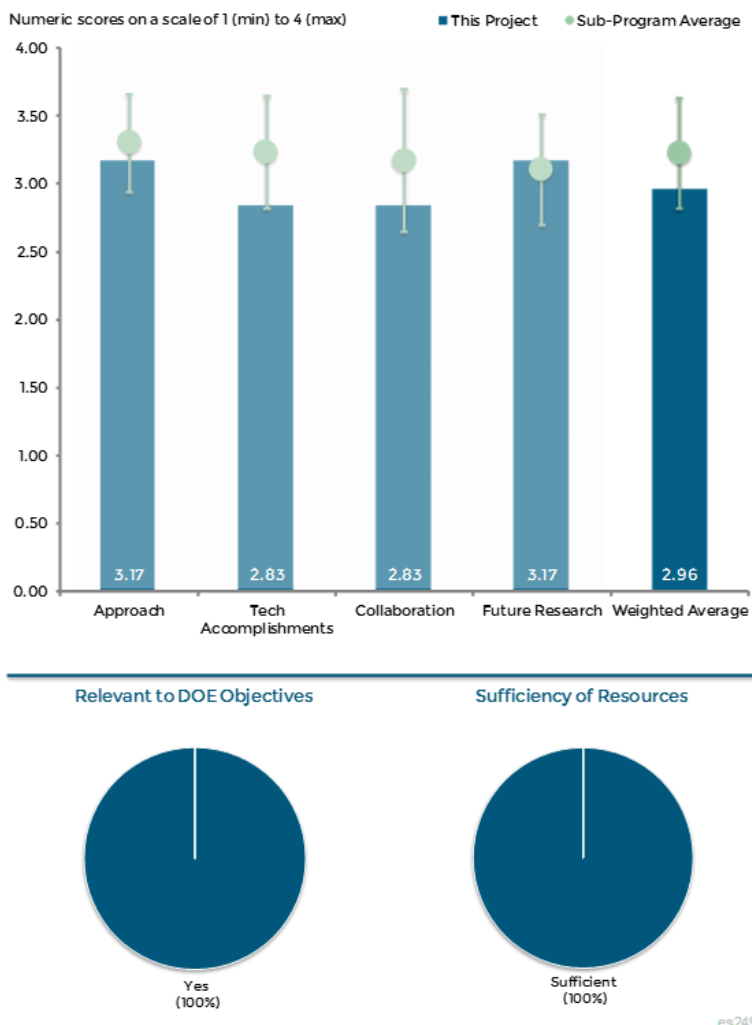 Numeric scores on a scale of 1 (min) to 4 (max)
This Project
Sub-Program Average
4.00
3.50
3.00
2.50
2.00
1.50
1.00
0.50
0.00
3.17
2.83
2.83
3.17
2.96
Approach
Tech
Accomplishments
Collaboration
Future Research
Weighted Average
Relevant to DOE Objectives
Sufficiency of Resources
Yes
(100%)
Sufficient
(100%)